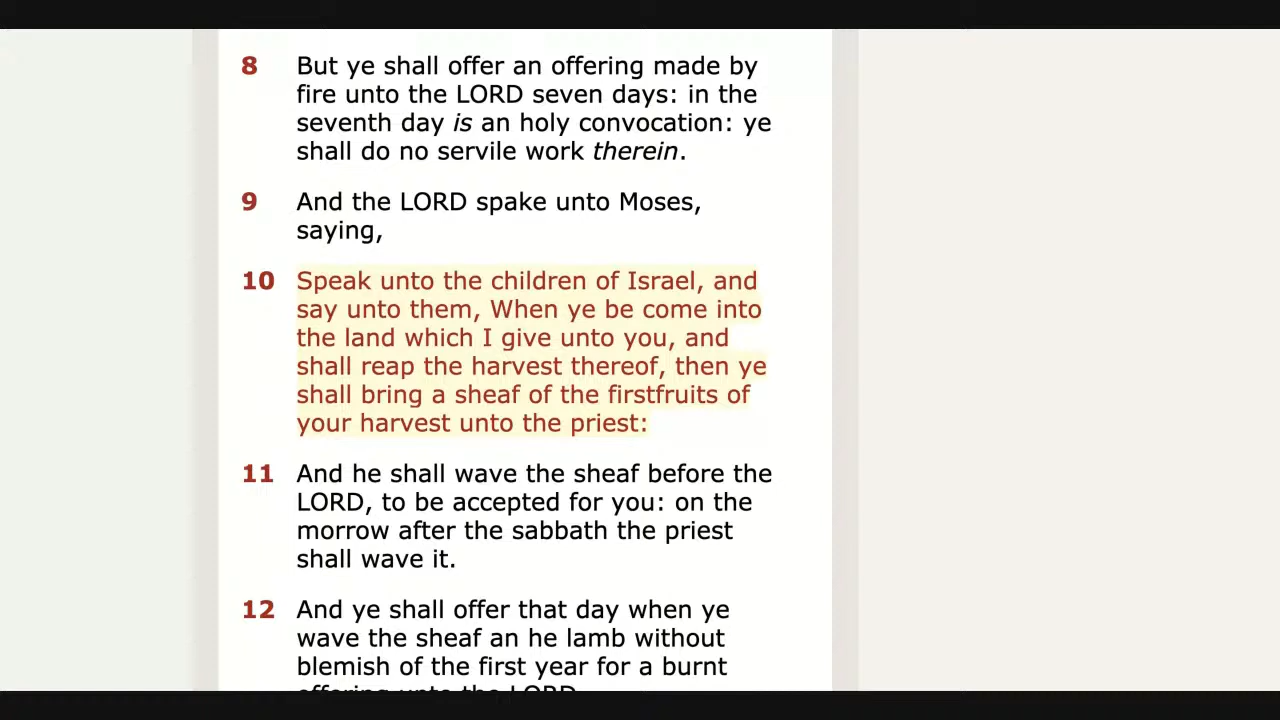 8 But ye shall offer an offering made by
fire unto the LORD seven days: in the
seventh day is an holy convocation: ye
shall do no servile work therein.
9 And the LORD spake unto Moses,
saying,
10 Speak unto the children of Israel, and
say unto them, When ye be come into
the land which I give unto you, and
shall reap the harvest thereof, then ye
shall bring a sheaf of the firstfruits of
your harvest unto the priest:
11 And he shall wave the sheaf before the
LORD, to be accepted for you: on the
morrow after the sabbath the priest
shall wave it.
12 And ye shall offer that day when ye
wave the sheaf an he lamb without
blemish of the first year for a burnt
offering unto the LORD